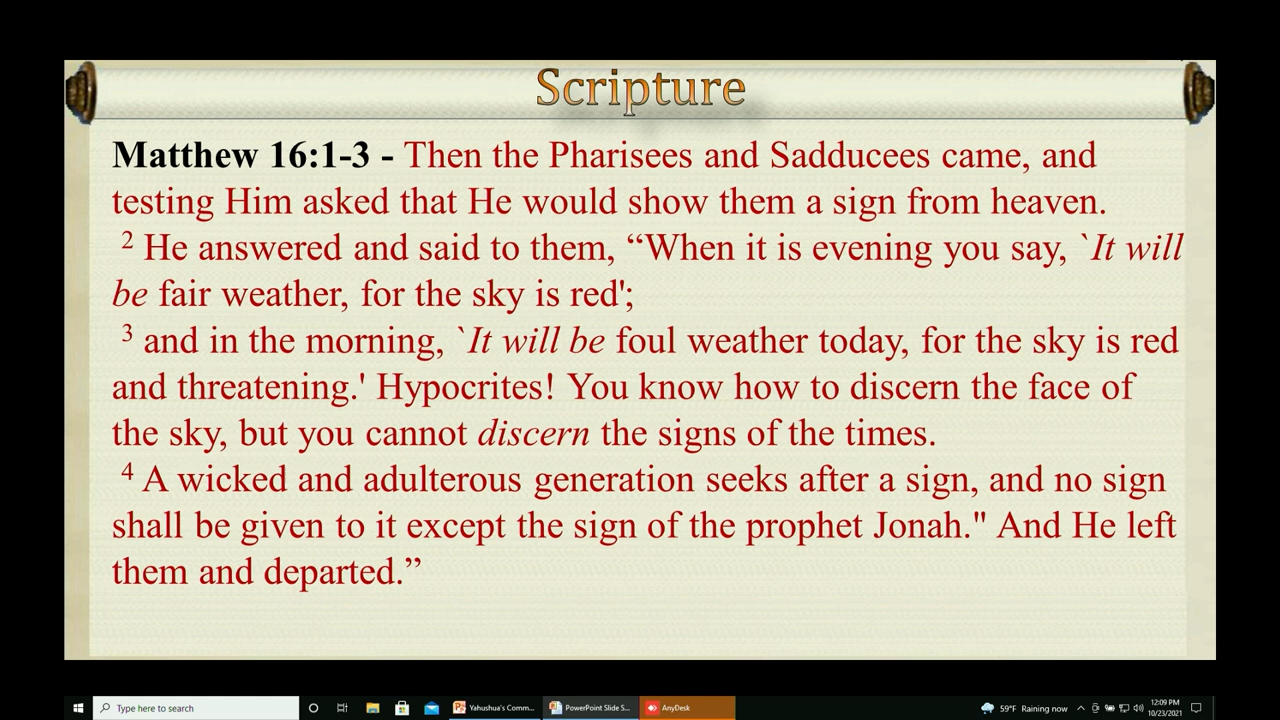 Scripture
Matthew 16:1-3 - Then the Pharisees and Sadducees came, and
testing Him asked that He would show them a sign from heaven.
2 He answered and said to them, “When it is evening you say, `It will
be fair weather, for the sky is red';
3 and in the morning, `It will be foul weather today, for the sky is red
and threatening.' Hypocrites! You know how to discern the face of
the sky, but you cannot discern the signs of the times.
4 A wicked and adulterous generation seeks after a sign, and no sign
shall be given to it except the sign of the prophet Jonah." And He left
them and departed.”
Type here to search
Yahushua's Comm...
PowerPoint Slide S...
AnyDesk
59°F Raining now
12:09 PM
10/23/2021